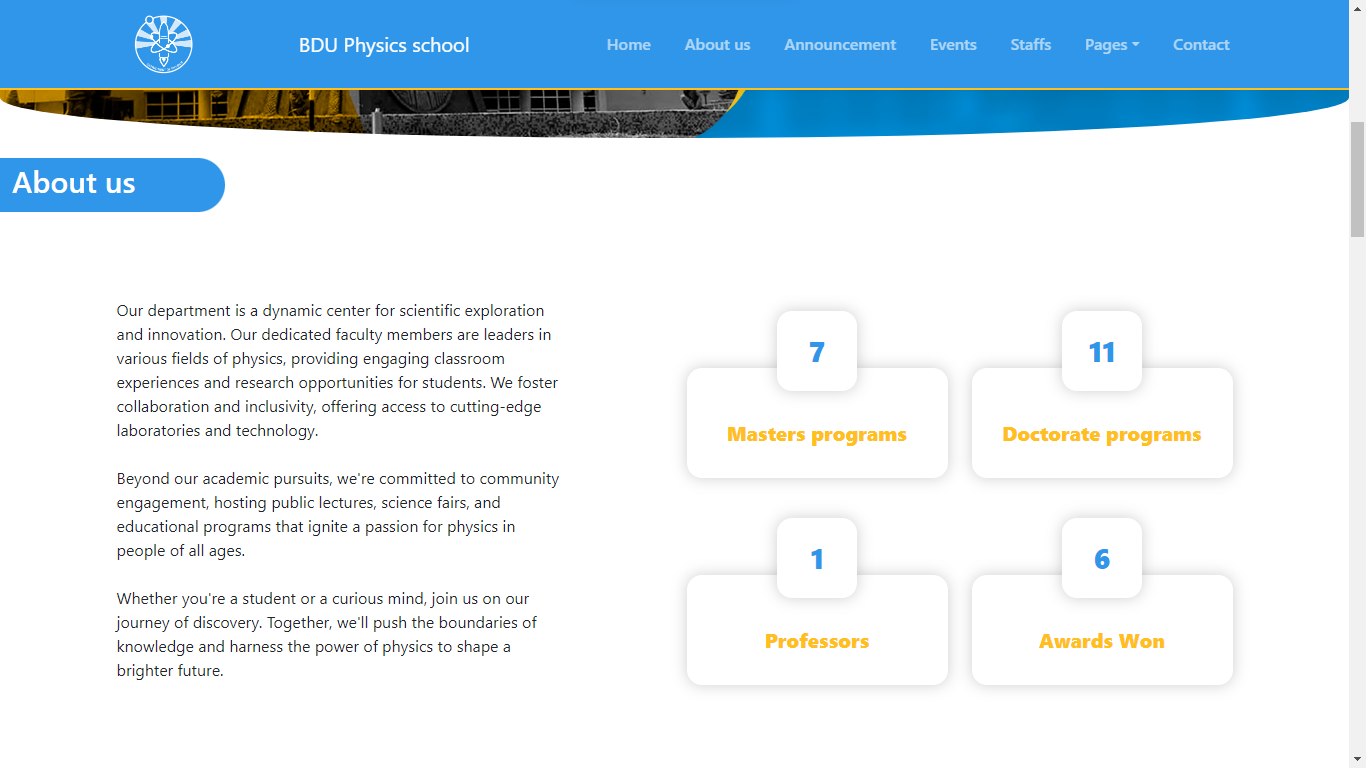 BDU Physics school
Home
About us
Announcement
Events
Staffs
Pages
Contact
About us
Our department is a dynamic center for scientific exploration
and innovation. Our dedicated faculty members are leaders in
various fields of physics, providing engaging classroom
experiences and research opportunities for students. We foster
collaboration and inclusivity, offering access to cutting-edge
laboratories and technology.
Beyond our academic pursuits, we're committed to community
engagement, hosting public lectures, science fairs, and
educational programs that ignite a passion for physics in
people of all ages.
Whether you're a student or a curious mind, join us on our
journey of discovery. Together, we'll push the boundaries of
knowledge and harness the power of physics to shape a
brighter future.
7
Masters programs
11
Doctorate programs
1
Professors
6
Awards Won